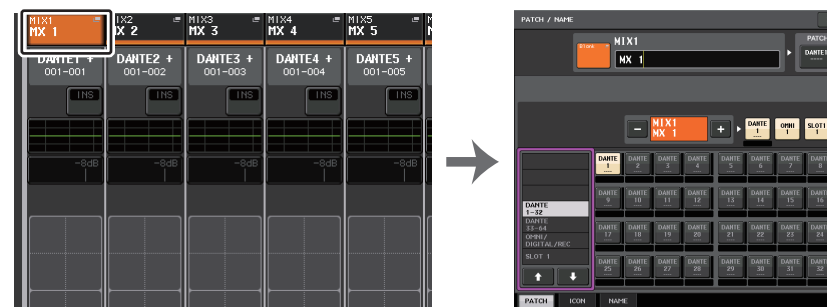 MIX1 MIX2 MIX3 MIX4 MIX5
MX 1 MX 2 MX 3 MX 4 MX 5
DANTE1 + DANTE2 + DANTE3 + DANTE4 + DANTE5 +
001-001 001-002 001-003 001-004 001-005
INS INS INS INS INS
-8dB -8dB -8dB -8dB -8dB
PATCH / NAME
Blank
MIX1
MX 1
PATCH
DANTE1
----
− MIX1 +
MX 1
DANTE 1 OMNI 1 SLOT1 1
DANTE 1 DANTE 2 DANTE 3 DANTE 4 DANTE 5 DANTE 6 DANTE 7 DANTE 8
DANTE 9 DANTE 10 DANTE 11 DANTE 12 DANTE 13 DANTE 14 DANTE 15 DANTE 16
DANTE 17 DANTE 18 DANTE 19 DANTE 20 DANTE 21 DANTE 22 DANTE 23 DANTE 24
DANTE 25 DANTE 26 DANTE 27 DANTE 28 DANTE 29 DANTE 30 DANTE 31 DANTE 32
DANTE
1-32
DANTE
33-64
OMNI/
DIGITAL/REC
SLOT 1
PATCH ICON NAME